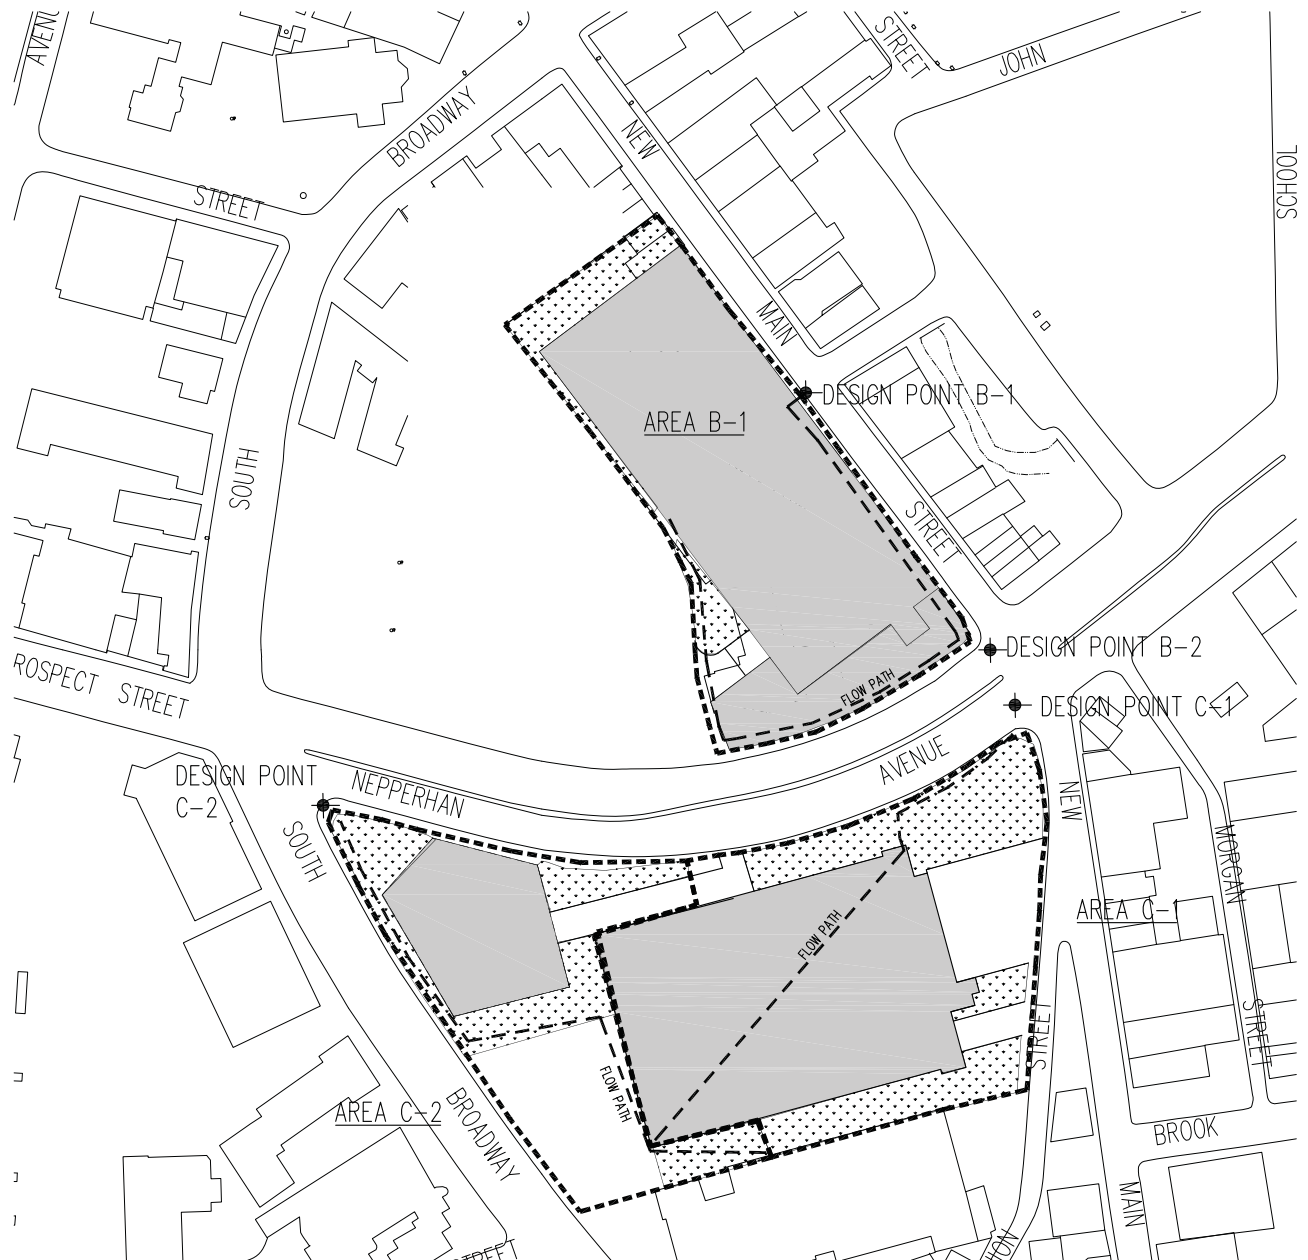 AVENUE
STREET
JOHN
BROADWAY
NEW
SCHOOL
STREET
MAIN
DESIGN POINT B-1
AREA B-1
SOUTH
STREET
DESIGN POINT B-2
ROSPECT STREET
FLOW PATH
DESIGN POINT C-1
AVENUE
DESIGN POINT
C-2
NEPPERHAN
NEW
SOUTH
MORGAN
AREA C-1
FLOW PATH
STREET
STREET
FLOW PATH
AREA C-2
BROADWAY
BROOK
MAIN
STREET